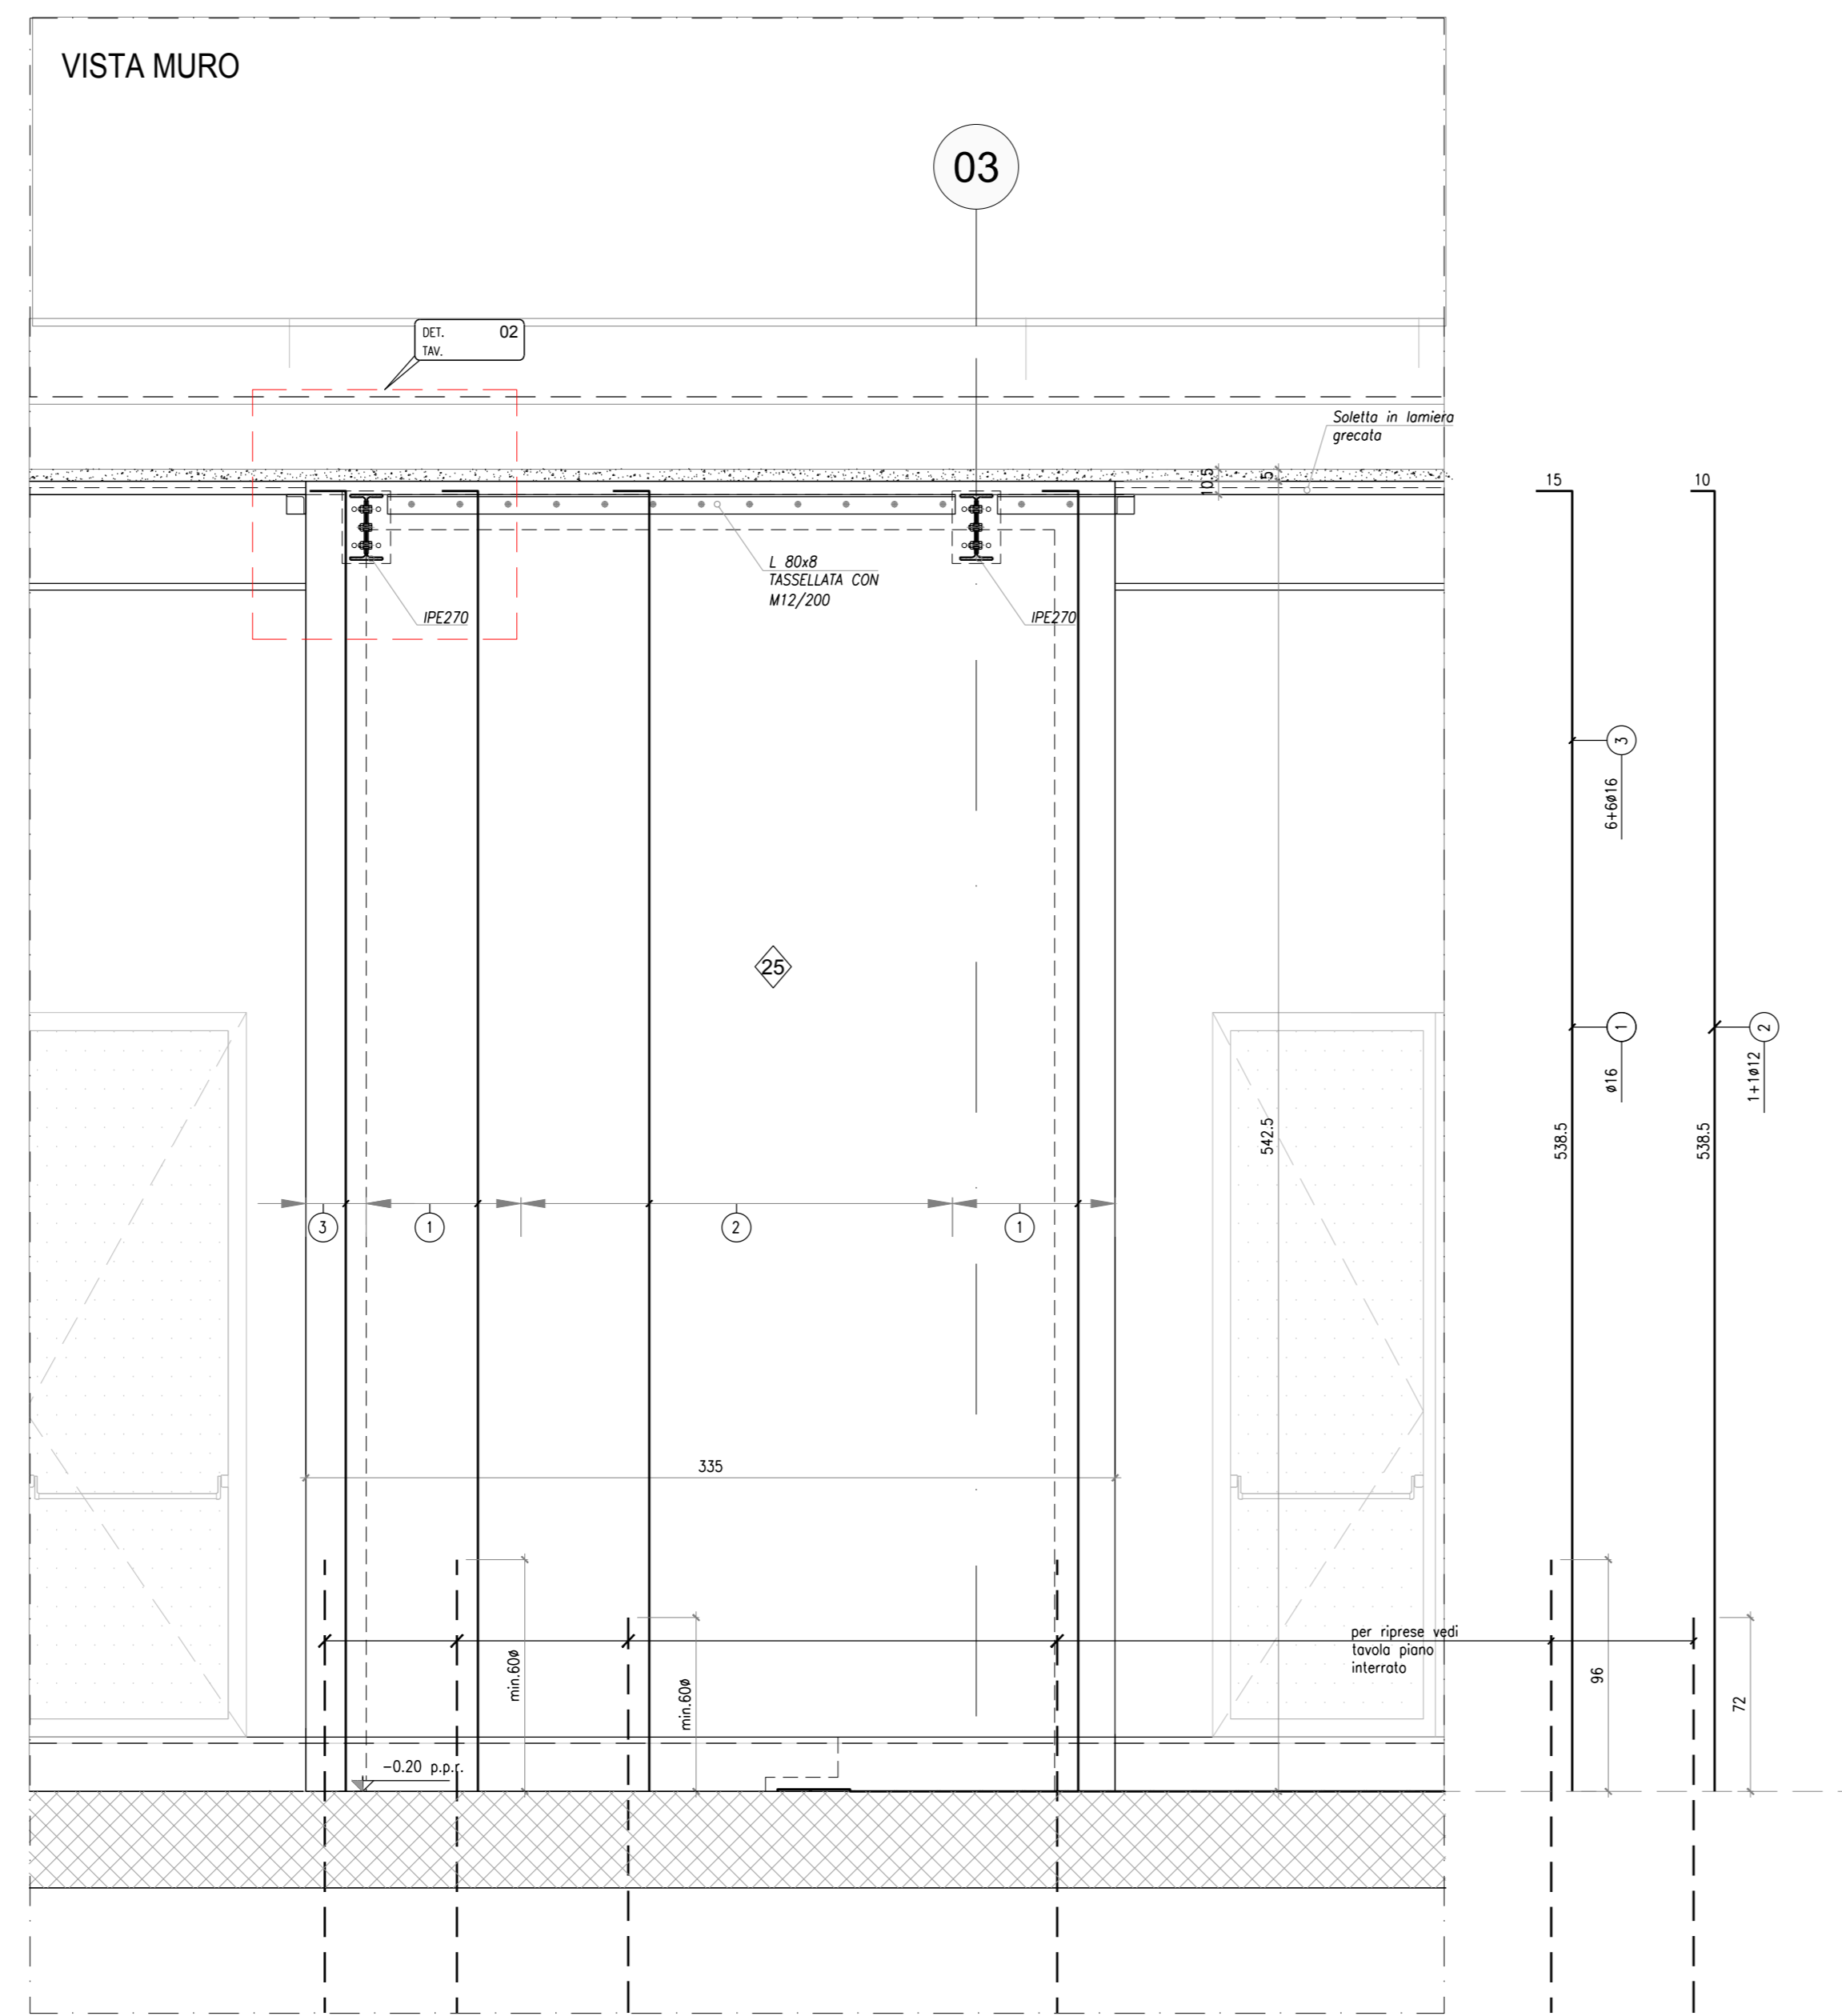 VISTA MURO
03
DET. 02
TAV.
Soletta in lamiera
grecata
10.5
5
15
10
L 80x8
TASSELLATA CON
M12/200
IPE270
IPE270
3
6+6ø16
25
1
ø16
2
1+1ø12
542.5
538.5
538.5
3
1
2
1
335
min.60ø
min.60ø
per riprese vedi
tavola piano
interrato
96
72
-0.20 p.p.r.